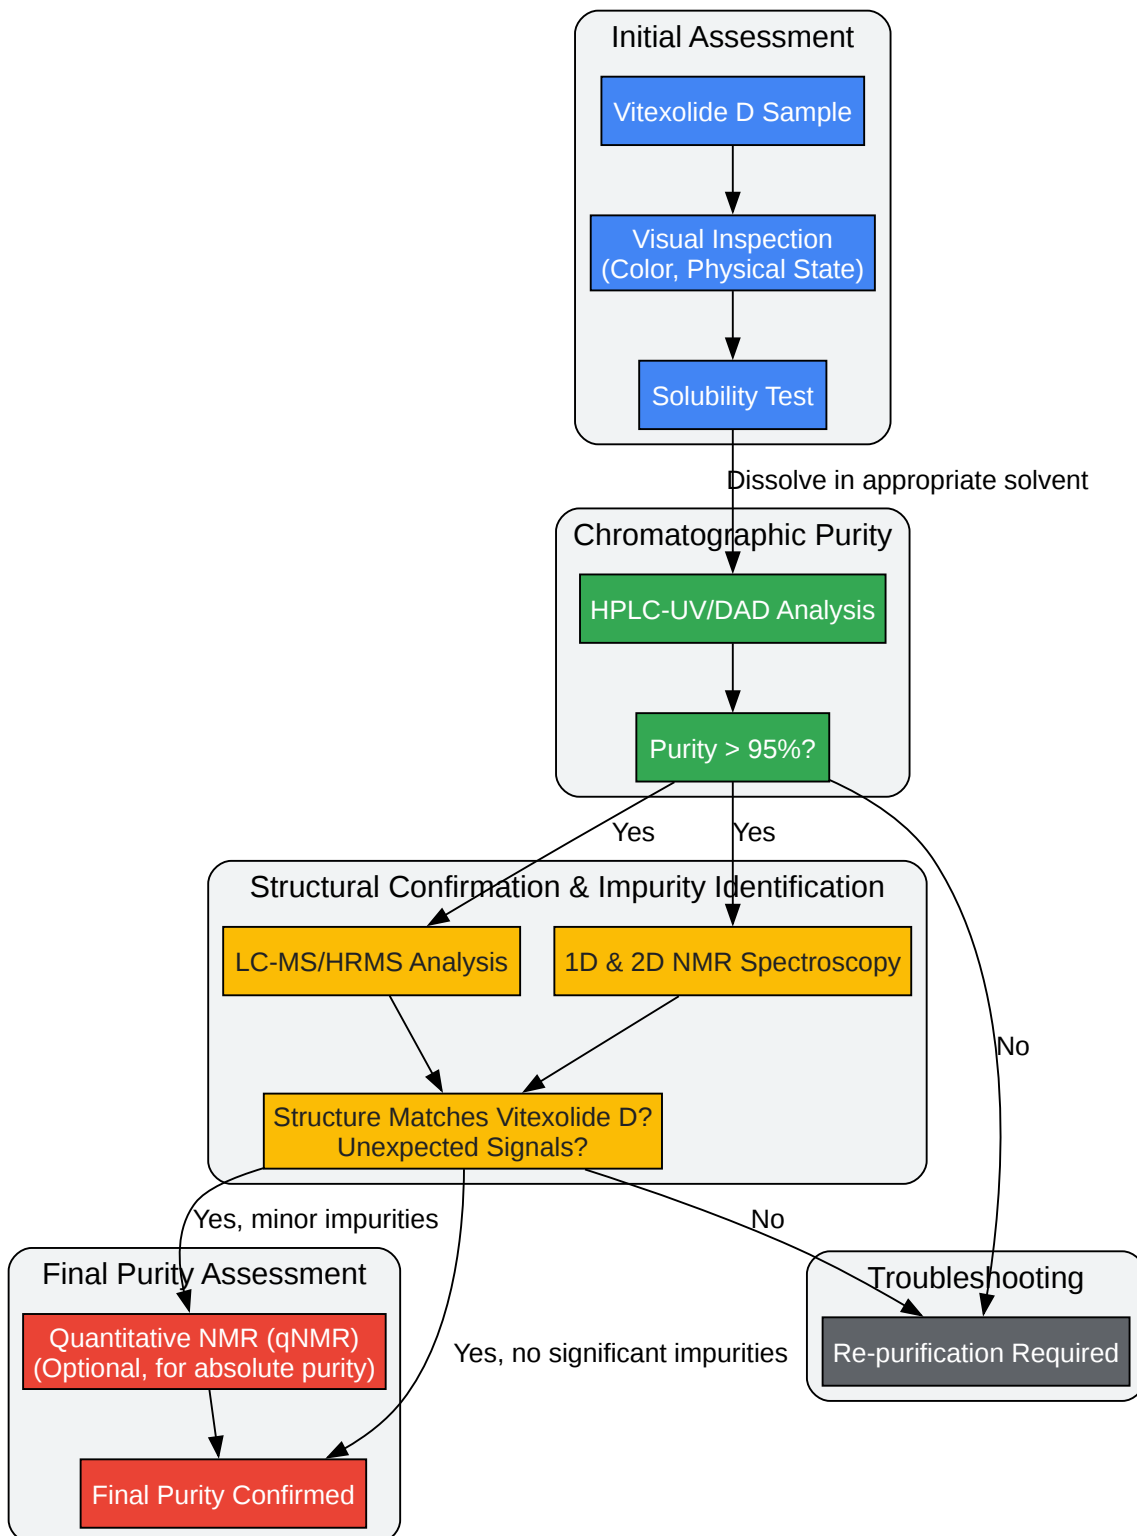 Initial Assessment
Vitexolide D Sample
Visual Inspection
(Color, Physical State)
Solubility Test
Dissolve in appropriate solvent
Chromatographic Purity
HPLC-UV/DAD Analysis
Purity > 95%?
Yes
Yes
Structural Confirmation & Impurity Identification
LC-MS/HRMS Analysis
1D & 2D NMR Spectroscopy
No
Structure Matches Vitexolide D?
Unexpected Signals?
Yes, minor impurities
No
Final Purity Assessment
Troubleshooting
Quantitative NMR (qNMR)
(Optional, for absolute purity)
Yes, no significant impurities
Re-purification Required
Final Purity Confirmed